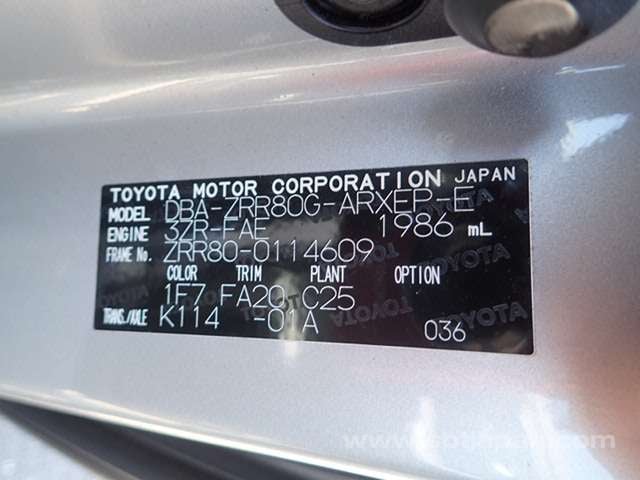 TOYOTA MOTOR CORPORATION JAPAN
MODEL DBA-ZRR80G-ARXEP-E
ENGINE 3ZR-FAE 1986 mL
FRAME No. ZRR80-0114609
COLOR TRIM PLANT OPTION
1F7 FA20 C25
TRANS./AXLE K114 -01A 036